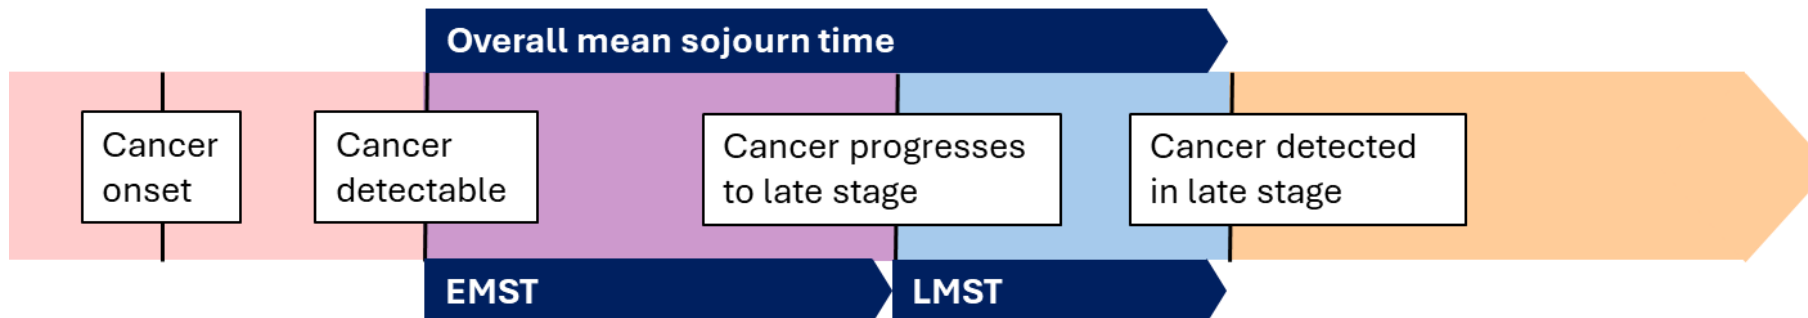 Overall mean sojourn time
Cancer
onset
Cancer
detectable
Cancer progresses
to late stage
Cancer detected
in late stage
EMST
LMST